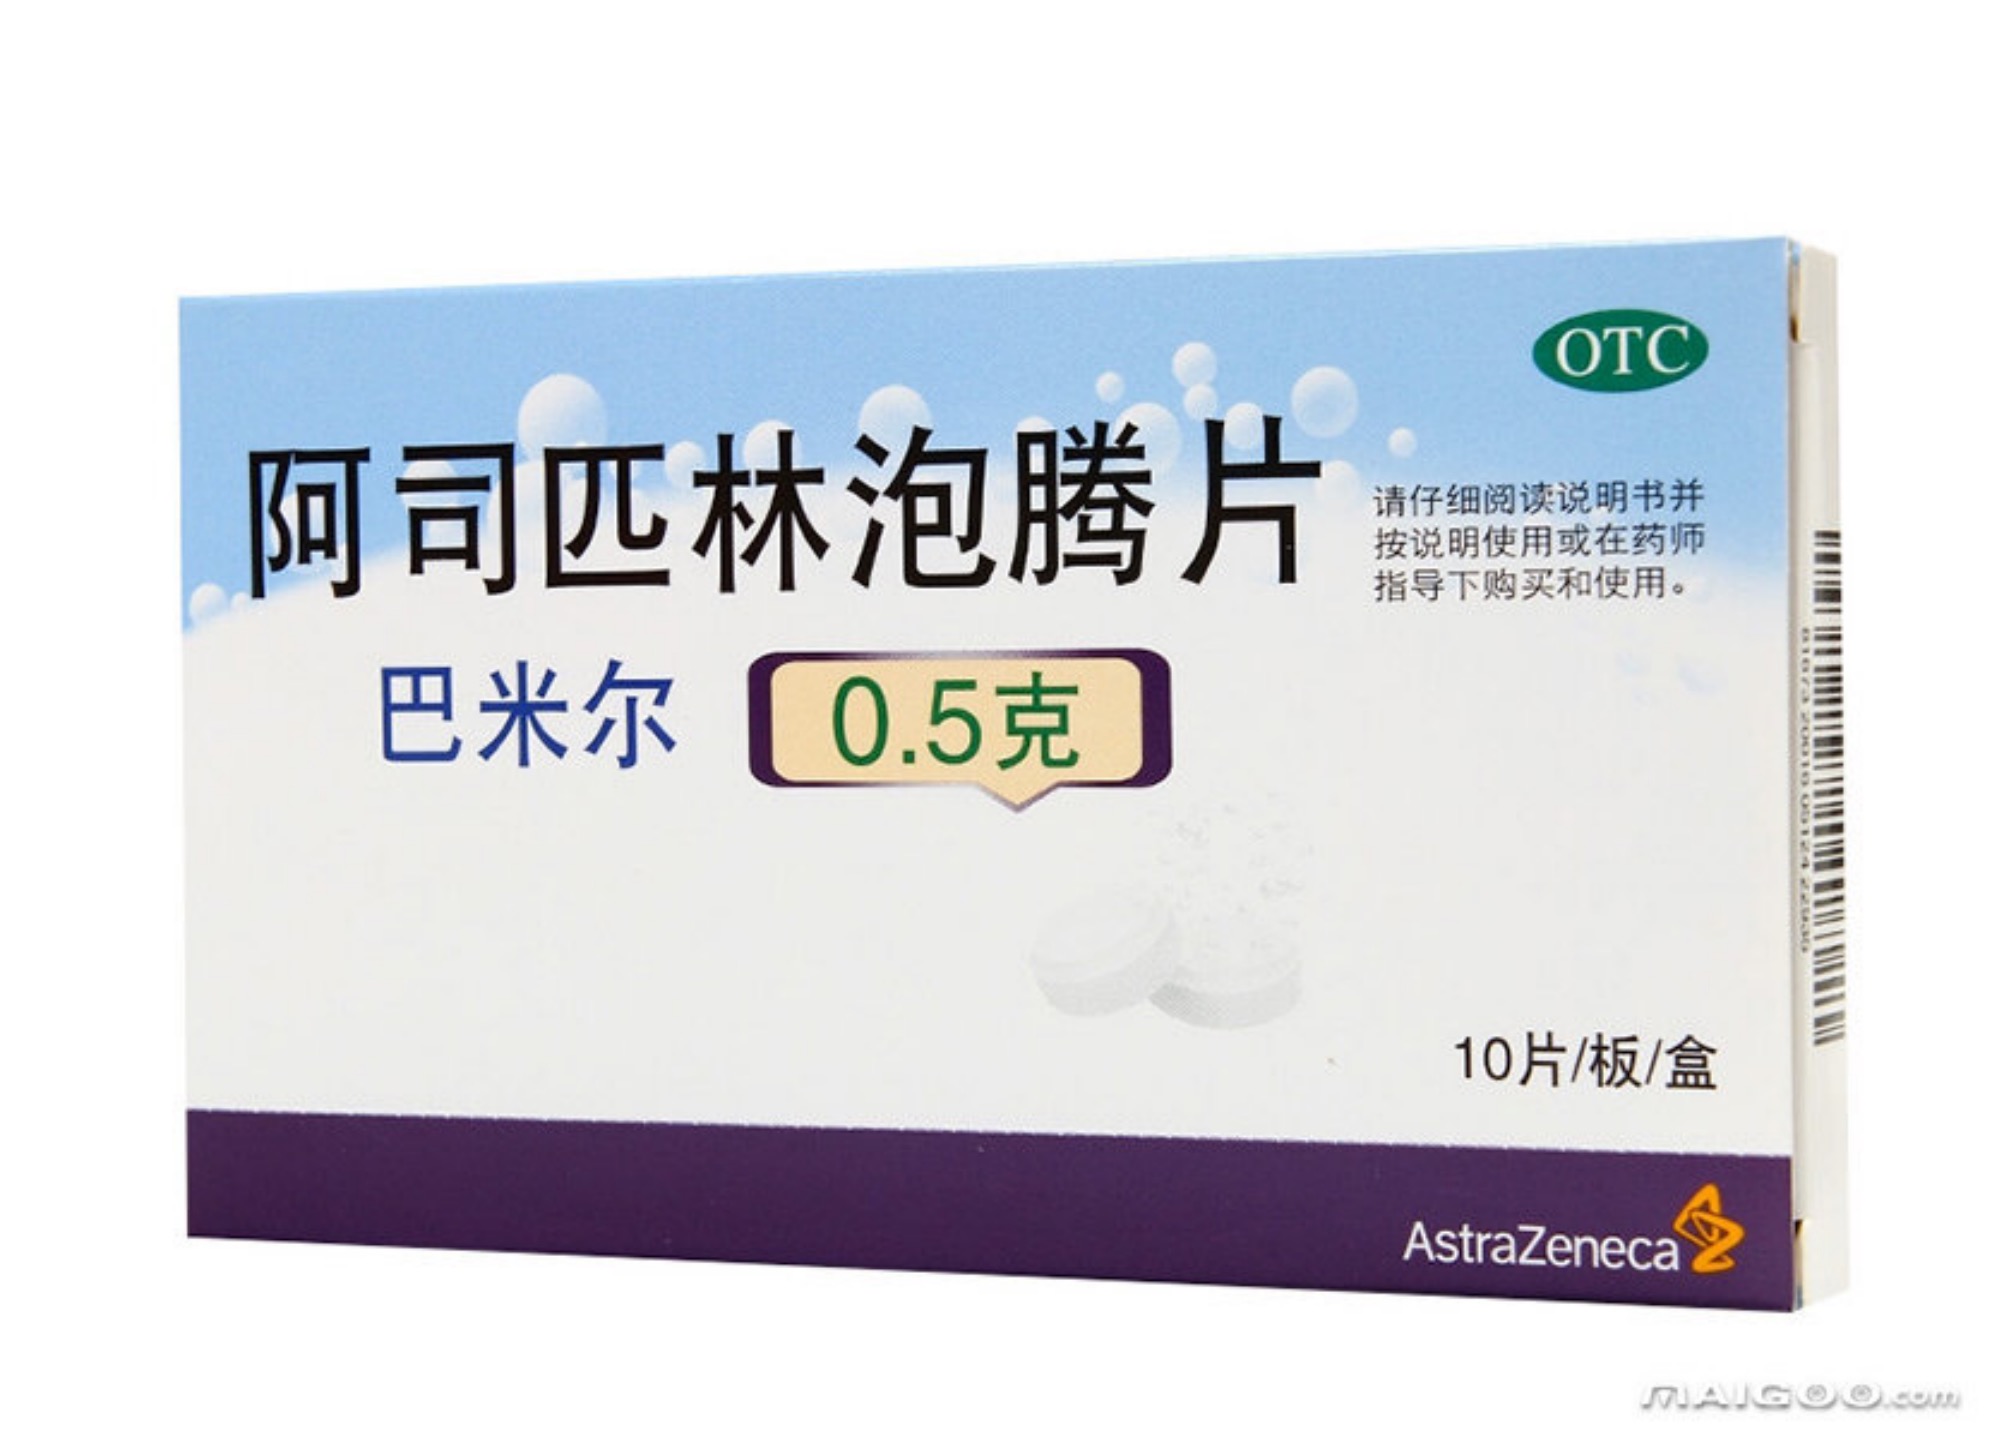 OTC
阿司匹林泡腾片
请仔细阅读说明书并
按说明使用或在药师
指导下购买和使用。
巴米尔
0.5克
10片/板/盒
AstraZeneca
MAIGOO.com